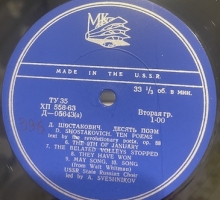 MK
MADE IN THE U.S.S.R.
ТУ 35
ХП 558-63
Д—05643(a)
33 1/3 об. в мин.
Вторая гр.
1-00
Д. ШОСТАКОВИЧ ДЕСЯТЬ ПОЭМ
D. SHOSTAKOVICH, TEN POEMS
text by the revolutionary poets, op. 88
6. THE 9TH OF JANUARY
7. THE BELATED VOLLEYS STOPPED
8. THEY HAVE WON
9. MAY SONG, 10. SONG
(from Walt Whitman)
USSR State Russian Choir
led by A. SVESHNIKOV